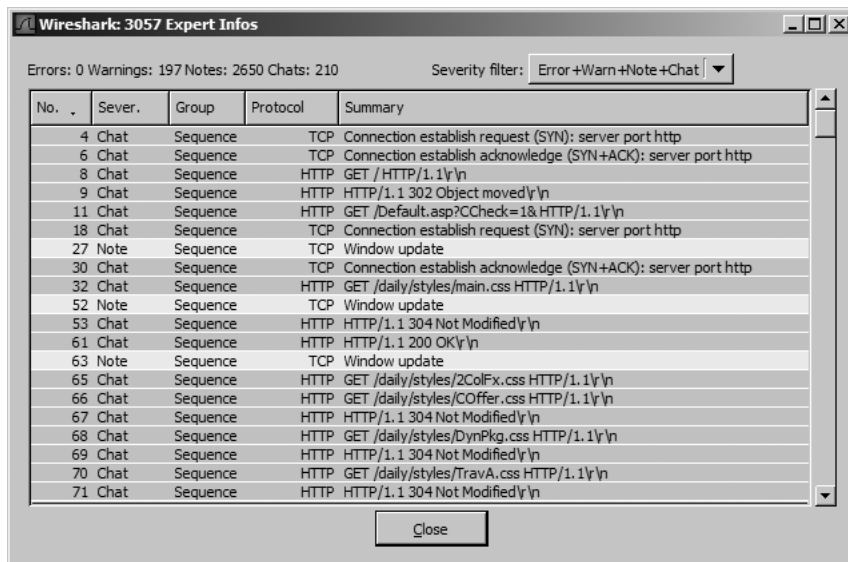 Wireshark: 3057 Expert Infos
Errors: 0 Warnings: 197 Notes: 2650 Chats: 210 Severity filter: Error+Warn+Note+Chat
No. Sever. Group Protocol Summary
4 Chat Sequence TCP Connection establish request (SYN): server port http
6 Chat Sequence TCP Connection establish acknowledge (SYN+ACK): server port http
8 Chat Sequence HTTP GET / HTTP/1.1\r\n
9 Chat Sequence HTTP HTTP/1.1 302 Object moved\r\n
11 Chat Sequence HTTP GET /Default.asp?CCheck=1& HTTP/1.1\r\n
18 Chat Sequence TCP Connection establish request (SYN): server port http
27 Note Sequence TCP Window update
30 Chat Sequence TCP Connection establish acknowledge (SYN+ACK): server port http
32 Chat Sequence HTTP GET /daily/styles/main.css HTTP/1.1\r\n
52 Note Sequence TCP Window update
53 Chat Sequence HTTP HTTP/1.1 304 Not Modified\r\n
61 Chat Sequence HTTP HTTP/1.1 200 OK\r\n
63 Note Sequence TCP Window update
65 Chat Sequence HTTP GET /daily/styles/2ColFx.css HTTP/1.1\r\n
66 Chat Sequence HTTP GET /daily/styles/COffer.css HTTP/1.1\r\n
67 Chat Sequence HTTP HTTP/1.1 304 Not Modified\r\n
68 Chat Sequence HTTP GET /daily/styles/DynPkg.css HTTP/1.1\r\n
69 Chat Sequence HTTP HTTP/1.1 304 Not Modified\r\n
70 Chat Sequence HTTP GET /daily/styles/TravA.css HTTP/1.1\r\n
71 Chat Sequence HTTP HTTP/1.1 304 Not Modified\r\n
Close